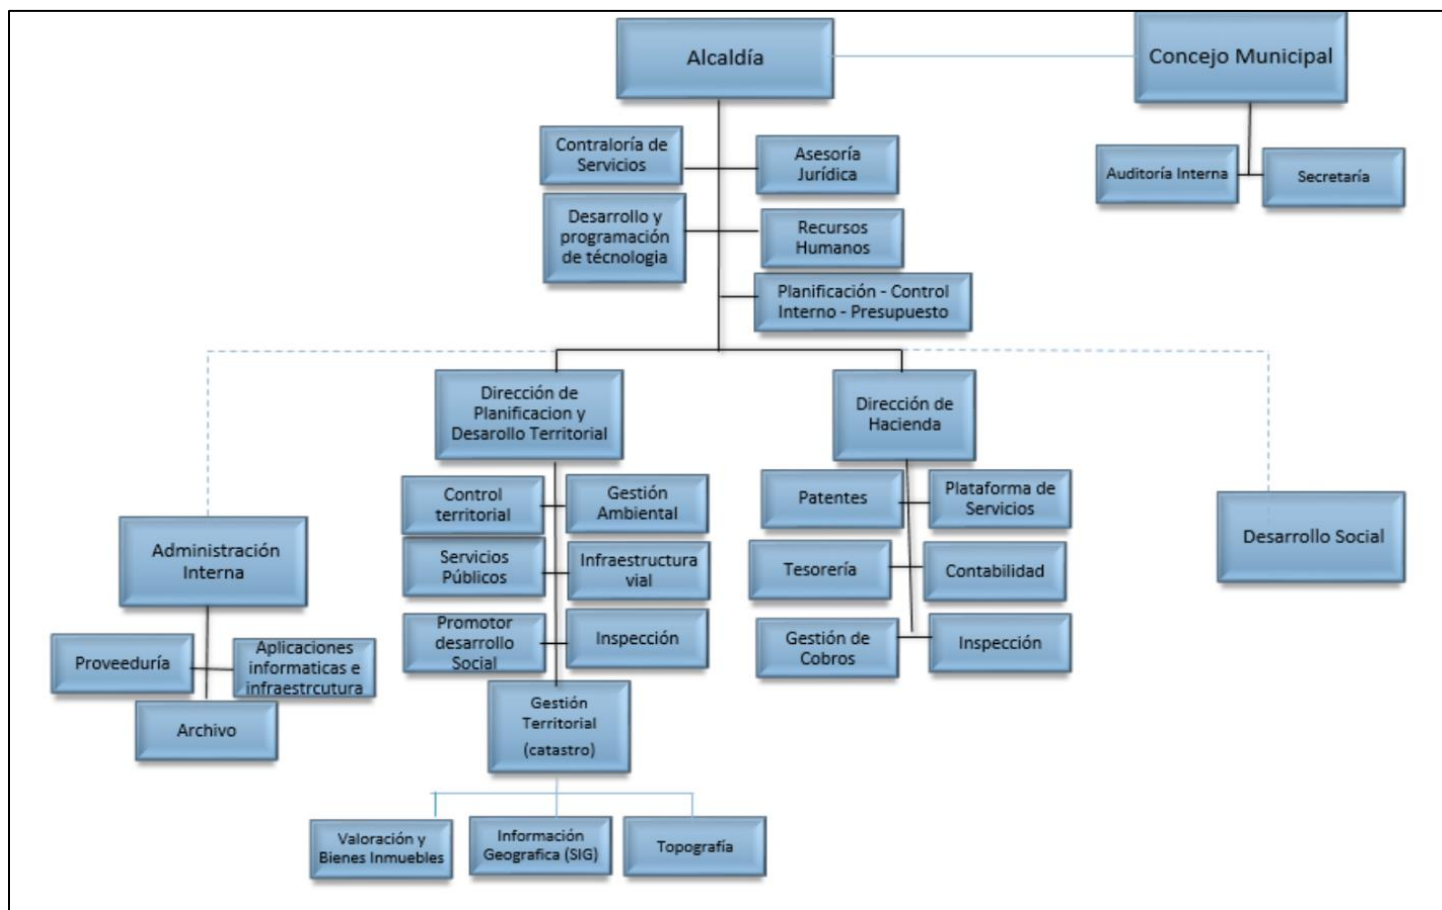 Alcaldía
Concejo Municipal
Contraloría de
Servicios
Asesoría
Jurídica
Auditoría Interna
Secretaría
Desarrollo y
programación
de técnologia
Recursos
Humanos
Planificación - Control
Interno - Presupuesto
Dirección de
Planificacion y
Desarollo Territorial
Dirección de
Hacienda
Control
territorial
Gestión
Ambiental
Patentes
Plataforma de
Servicios
Administración
Interna
Desarrollo Social
Servicios
Públicos
Infraestructura
vial
Tesorería
Contabilidad
Promotor
desarrollo
Social
Inspección
Gestión de
Cobros
Inspección
Proveeduría
Aplicaciones
informaticas e
infraestrcutura
Archivo
Gestión
Territorial
(catastro)
Valoración y
Bienes Inmuebles
Información
Geografica (SIG)
Topografía